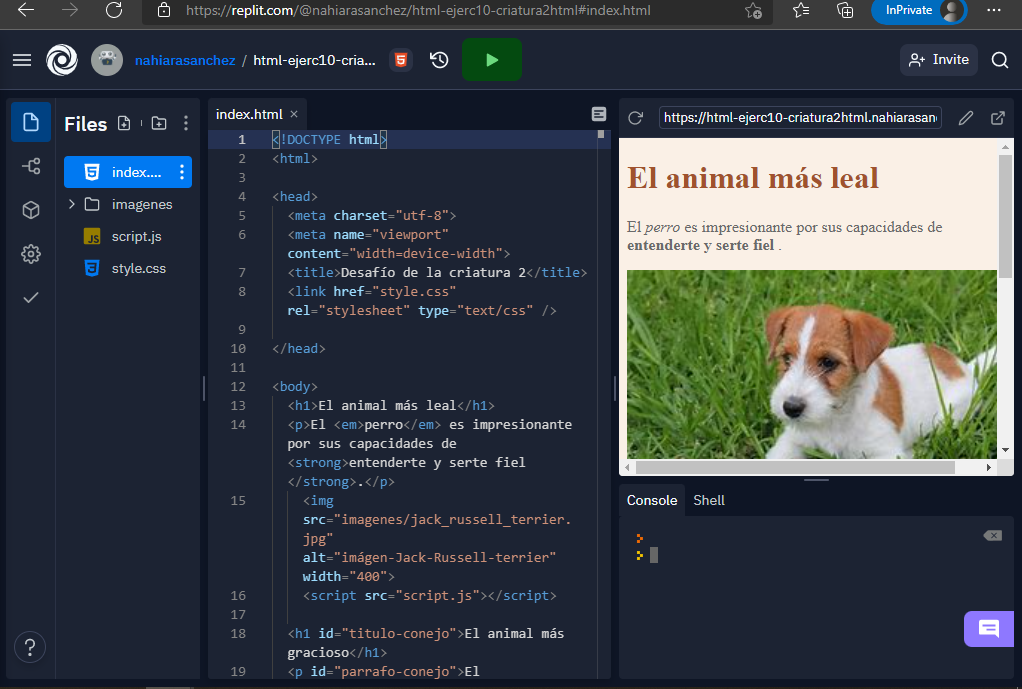 https://replit.com/@nahiarasanchez/html-ejerc10-criatura2html#index.html
InPrivate
nahiarasanchez / html-ejerc10-cria...
Invite
Files
index....
imagenes
JS script.js
style.css
?
index.html ×
1 <!DOCTYPE html>
2 <html>
3
4 <head>
5 <meta charset="utf-8">
6 <meta name="viewport"
content="width=device-width">
7 <title>Desafío de la criatura 2</title>
8 <link href="style.css"
rel="stylesheet" type="text/css" />
9
10 </head>
11
12 <body>
13 <h1>El animal más leal</h1>
14 <p>El <em>perro</em> es impresionante
por sus capacidades de
<strong>entenderte y serte fiel
</strong>.</p>
15 <img
src="imagenes/jack_russell_terrier.
jpg"
alt="imágen-Jack-Russell-terrier"
width="400">
16 <script src="script.js"></script>
17
18 <h1 id="titulo-conejo">El animal más
gracioso</h1>
19 <p id="parrafo-conejo">El
https://html-ejerc10-criatura2html.nahiarasan
El animal más leal
El perro es impresionante por sus capacidades de
entenderte y serte fiel .
Console
Shell